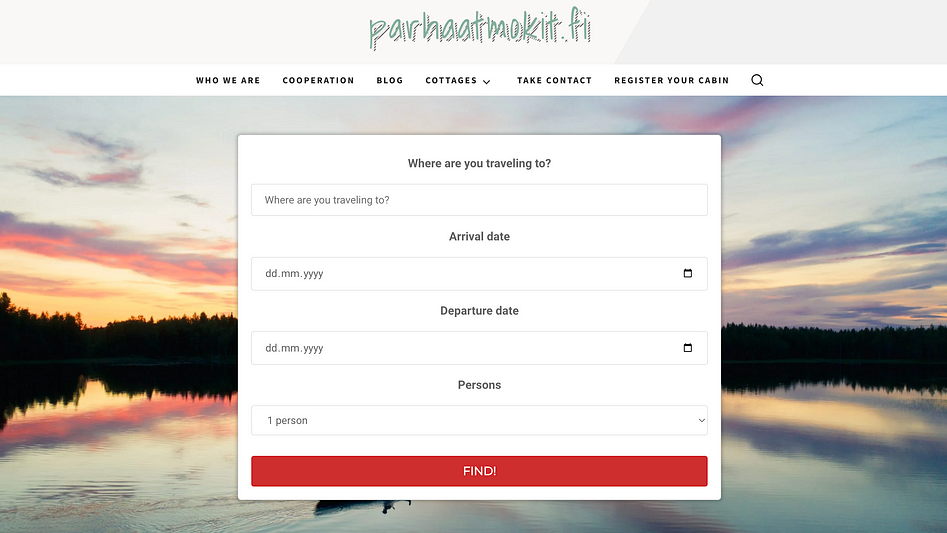 parhaatmokit.fi
WHO WE ARE COOPERATION BLOG COTTAGES TAKE CONTACT REGISTER YOUR CABIN
Where are you traveling to?
Where are you traveling to?
Arrival date
dd.mm.yyyy
Departure date
dd.mm.yyyy
Persons
1 person
FIND!